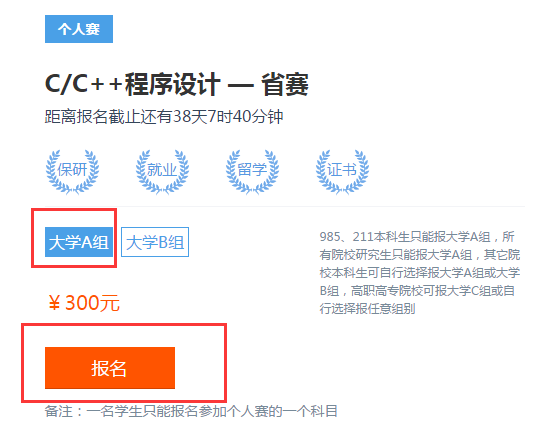 个人赛
C/C++程序设计 — 省赛
距离报名截止还有38天7时40分钟
保研 就业 留学 证书
大学A组 大学B组
985、211本科生只能报大学A组，所
有院校研究生只能报大学A组，其它院
校本科生可自行选择报大学A组或大学
B组，高职高专院校可报大学C组或自
行选择报任意组别
￥300元
报名
备注：一名学生只能报名参加个人赛的一个科目